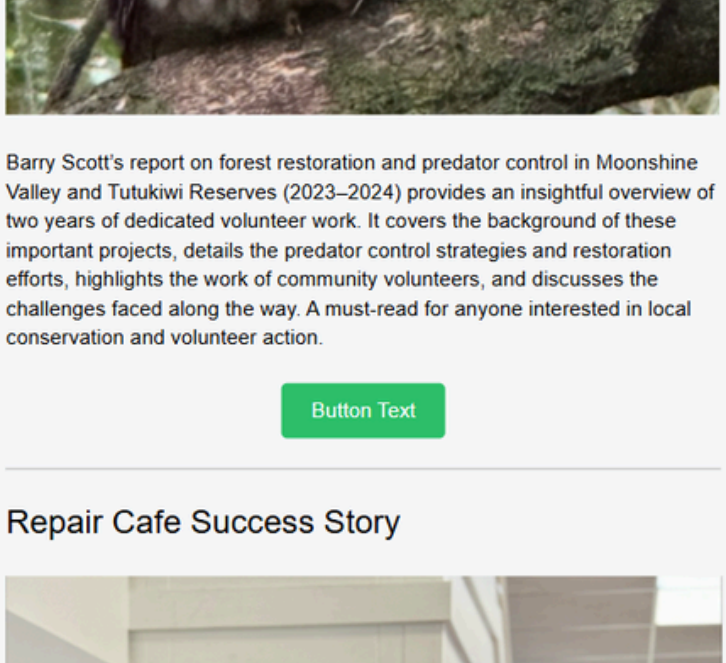 Barry Scott’s report on forest restoration and predator control in Moonshine
Valley and Tutukiwi Reserves (2023–2024) provides an insightful overview of
two years of dedicated volunteer work. It covers the background of these
important projects, details the predator control strategies and restoration
efforts, highlights the work of community volunteers, and discusses the
challenges faced along the way. A must-read for anyone interested in local
conservation and volunteer action.
Button Text
Repair Cafe Success Story